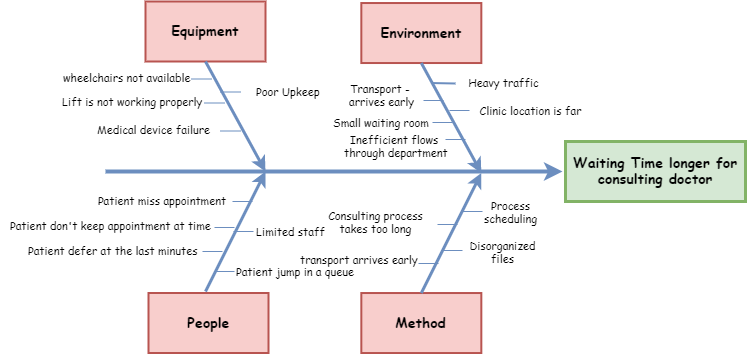 Equipment
Environment
wheelchairs not available
Poor Upkeep
Lift is not working properly
Medical device failure
Heavy traffic
Transport -
arrives early
Clinic location is far
Small waiting room
Inefficient flows
through department
Waiting Time longer for
consulting doctor
Patient miss appointment
Patient don't keep appointment at time
Limited staff
Patient defer at the last minutes
Patient jump in a queue
Process
scheduling
Consulting process
takes too long
Disorganized
files
transport arrives early
People
Method